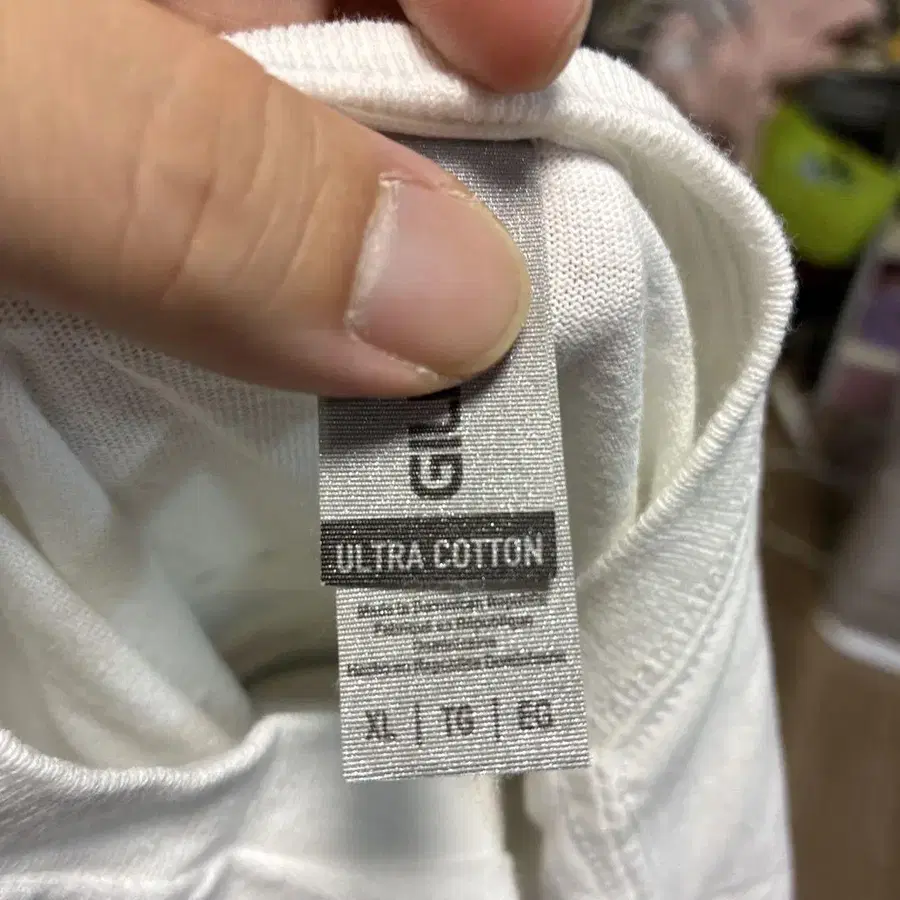 GIL
ULTRA COTTON
Made in Dominican Republic
Fabriqué en République
Dominicaine
Hecho en República Dominicana
XL | TG | EG